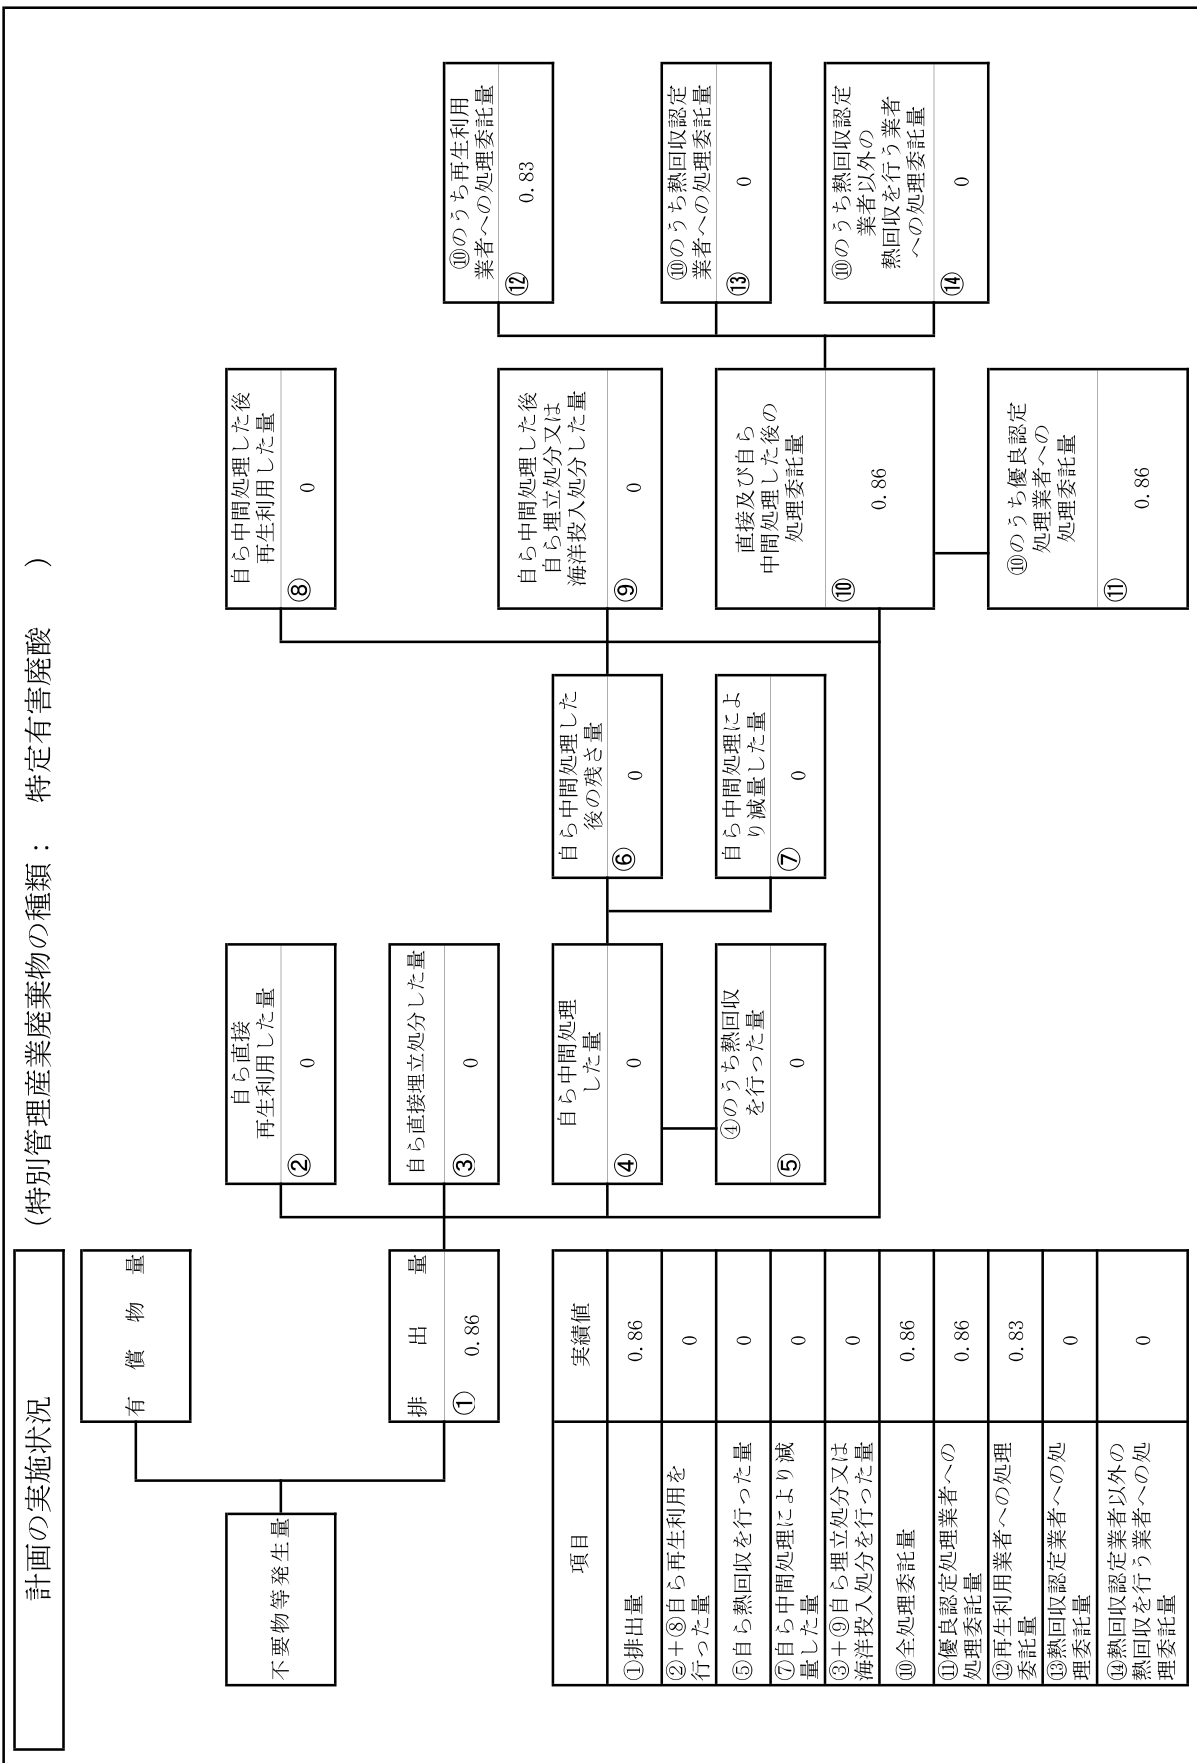 計画の実施状況
(特別管理産業廃棄物の種類： 特定有害廃酸 )
不要物等発生量
有償物量
排出量
① 0.86
自ら直接
再生利用した量
② 0
自ら直接埋立処分した量
③ 0
自ら中間処理
した量
④ 0
④のうち熱回収
を行った量
⑤ 0
自ら中間処理した
後の残さ量
⑥ 0
自ら中間処理によ
り減量した量
⑦ 0
自ら中間処理した後
再生利用した量
⑧ 0
自ら中間処理した後
自ら埋立処分又は
海洋投入処分した量
⑨ 0
直接及び自ら
中間処理した後の
処理委託量
⑩ 0.86
⑩のうち優良認定
処理業者への
処理委託量
⑪ 0.86
⑩のうち再生利用
業者への処理委託量
⑫ 0.83
⑩のうち熱回収認定
業者への処理委託量
⑬ 0
⑩のうち熱回収認定
業者以外の
熱回収を行う業者
への処理委託量
⑭ 0
項目 実績値
①排出量 0.86
②＋⑧自ら再生利用を
行った量 0
⑤自ら熱回収を行った量 0
⑦自ら中間処理により減
量した量 0
③＋⑨自ら埋立処分又は
海洋投入処分を行った量 0
⑩全処理委託量 0.86
⑪優良認定処理業者への
処理委託量 0.86
⑫再生利用業者への処理
委託量 0.83
⑬熱回収認定業者への処
理委託量 0
⑭熱回収認定業者以外の
熱回収を行う業者への処
理委託量 0